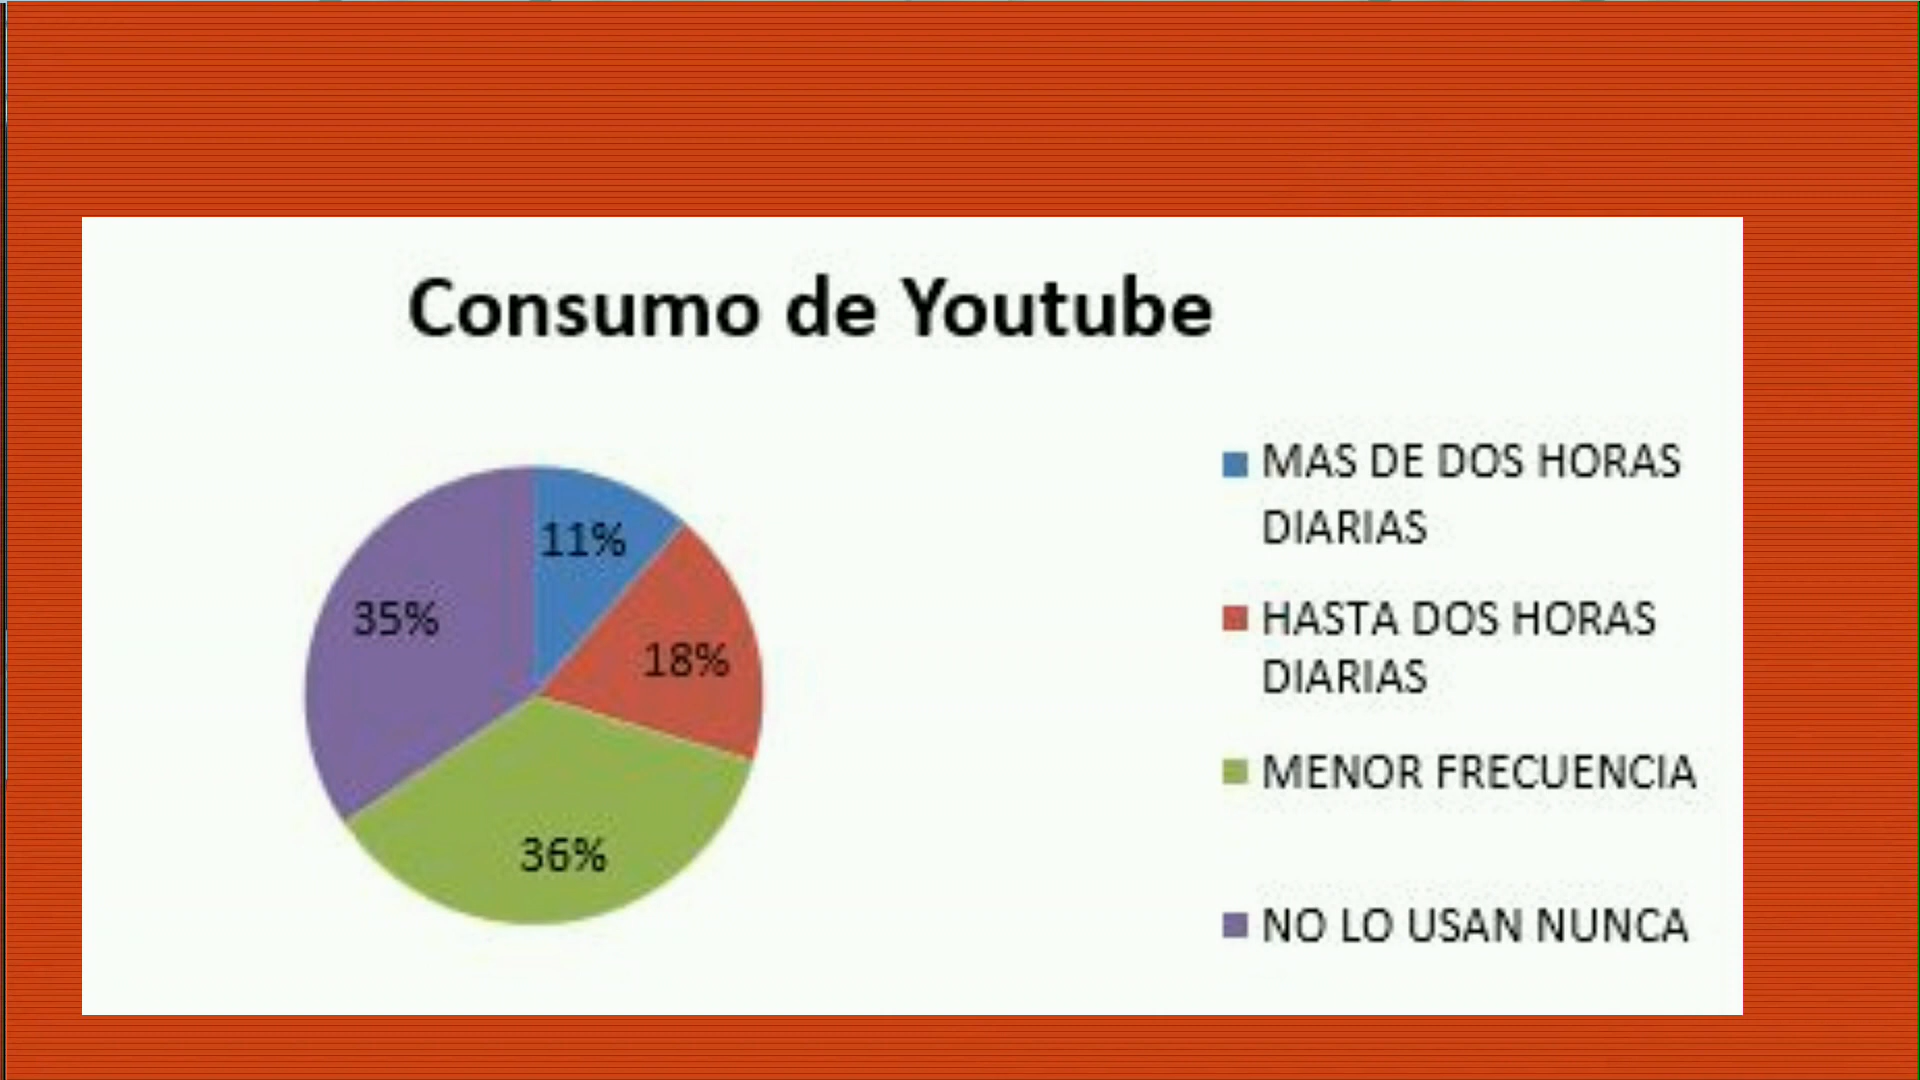 Consumo de Youtube
11%
35%
18%
36%
MAS DE DOS HORAS
DIARIAS
HASTA DOS HORAS
DIARIAS
MENOR FRECUENCIA
NO LO USAN NUNCA